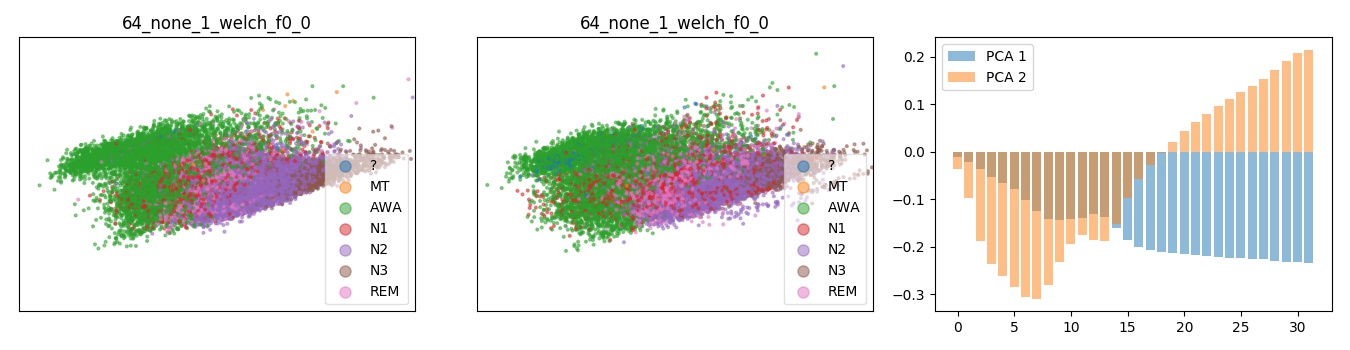 64_none_1_welch_f0_0
?
MT
AWA
N1
N2
N3
REM
64_none_1_welch_f0_0
?
MT
AWA
N1
N2
N3
REM
PCA 1
PCA 2
0.2
0.1
0.0
−0.1
−0.2
−0.3
0 5 10 15 20 25 30